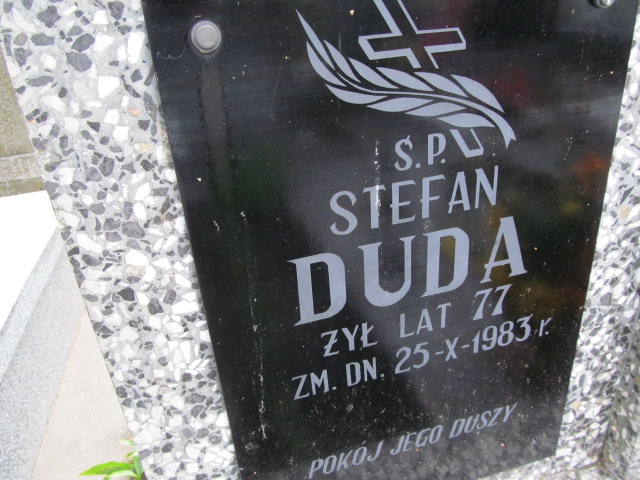 Ś.P.
STEFAN
DUDA
ŻYŁ LAT 77
ZM. DN. 25-X-1983 r.
POKÓJ JEGO DUSZY